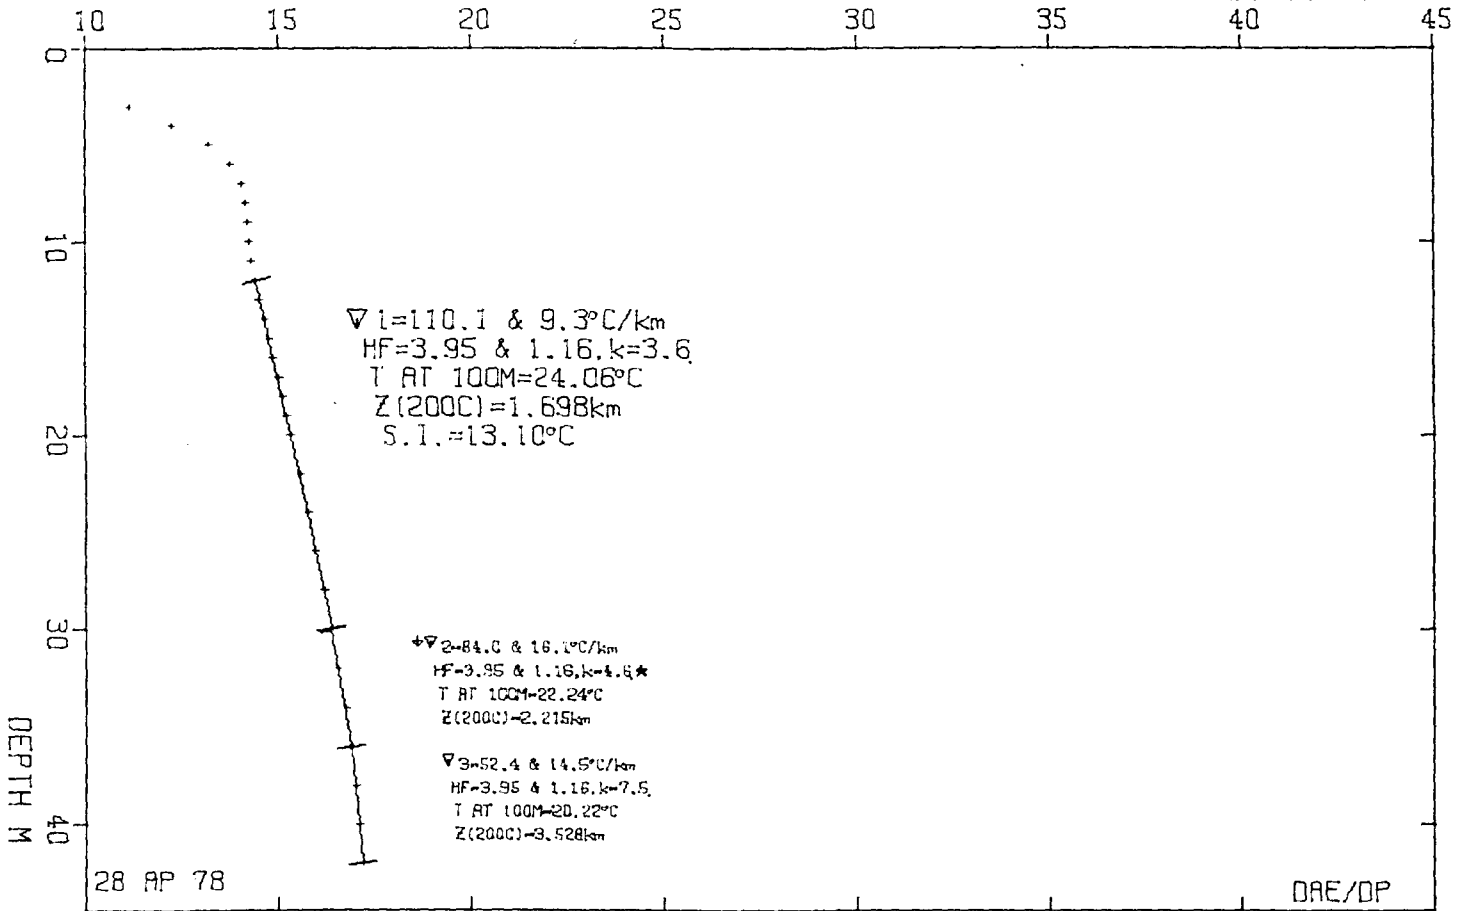 10 15 20 25 30 35 40 45
0
10
20
30
40
DEPTH M
▽ 1=110.1 & 9.3°C/km
HF=3.95 & 1.16,k=3.6
T AT 100M=24.06°C
Z(200C)=1.698km
S.I.=13.10°C
+▽ 2=84.0 & 16.1°C/km
HF=3.95 & 1.16,k=4.6★
T AT 100M=22.24°C
Z(200C)=2.215km
▽ 3=52.4 & 14.5°C/km
HF=3.95 & 1.16,k=7.5
T AT 100M=20.22°C
Z(200C)=3.528km
28 AP 78
DAE/DP